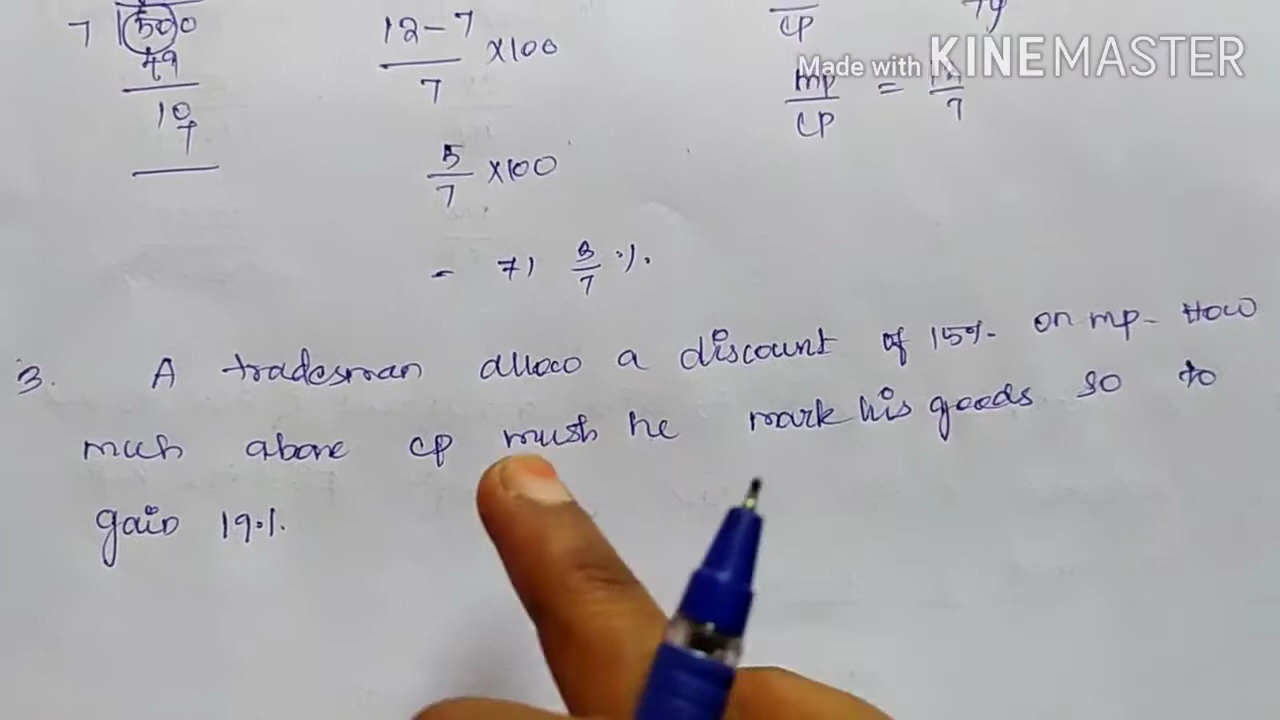 7 500
49
10
7
12-7
7
×100
5
7
×100
- 71 3/7 %
CP
Made with KINEMASTER
mp
CP
=
7
3. A tradesman allow a discount of 15% on mp- How
much above cp must he mark his goods so to
gain 19%.